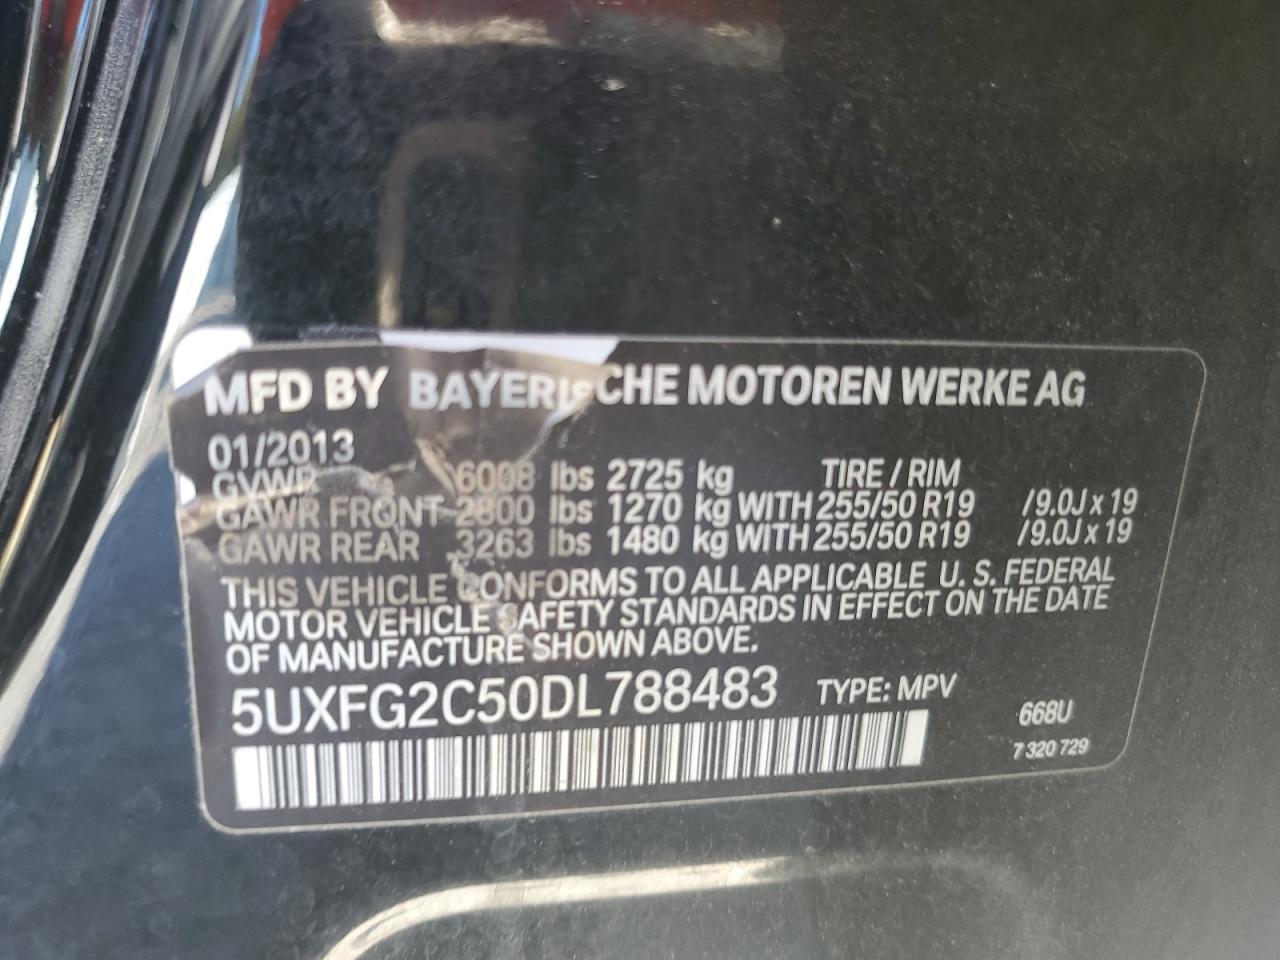 MFD BY BAYERISCHE MOTOREN WERKE AG
01/2013
GVWR 6008 lbs 2725 kg TIRE / RIM
GAWR FRONT 2800 lbs 1270 kg WITH 255/50 R19 /9.0J x 19
GAWR REAR 3263 lbs 1480 kg WITH 255/50 R19 /9.0J x 19
THIS VEHICLE CONFORMS TO ALL APPLICABLE U. S. FEDERAL
MOTOR VEHICLE SAFETY STANDARDS IN EFFECT ON THE DATE
OF MANUFACTURE SHOWN ABOVE.
5UXFG2C50DL788483 TYPE: MPV
668U
7 320 729